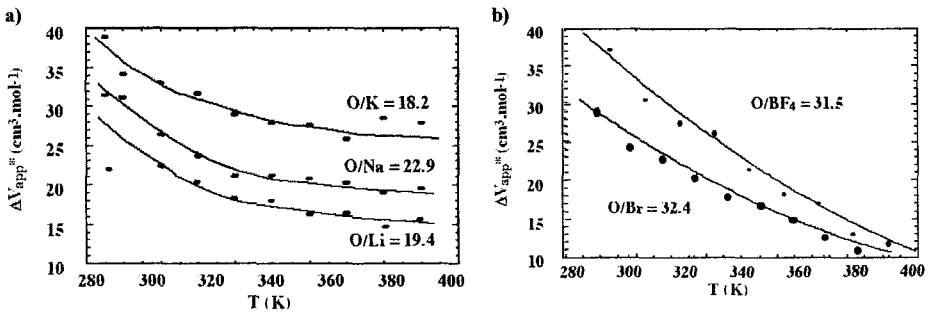 a)
ΔVapp* (cm³.mol-1)
40
35
30
25
20
15
10
280 300 320 340 360 380 400
T (K)
O/K = 18.2
O/Na = 22.9
O/Li = 19.4
b)
ΔVapp* (cm³.mol-1)
40
35
30
25
20
15
10
280 300 320 340 360 380 400
T (K)
O/BF4 = 31.5
O/Br = 32.4